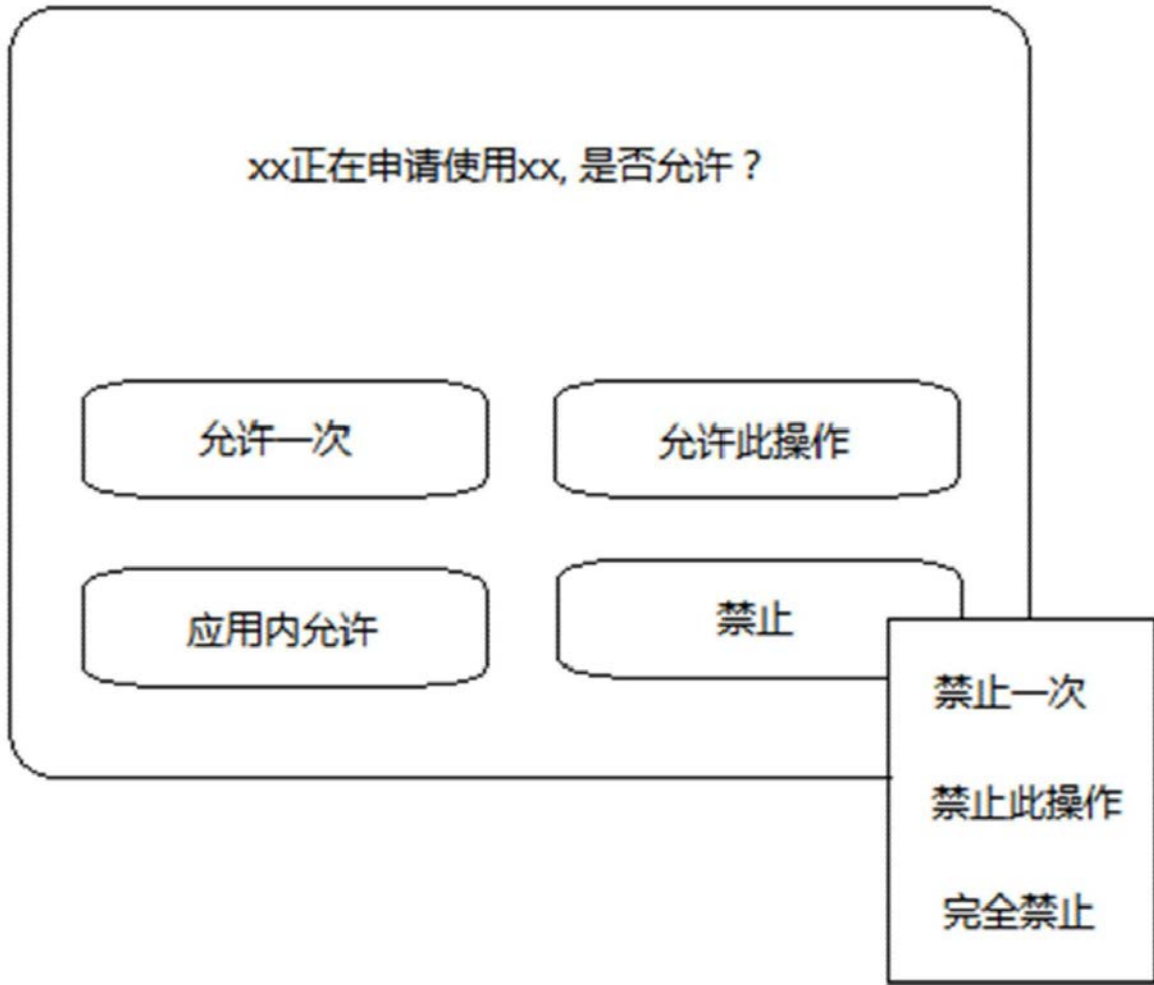 xx正在申请使用xx, 是否允许？
允许一次
允许此操作
应用内允许
禁止
禁止一次
禁止此操作
完全禁止